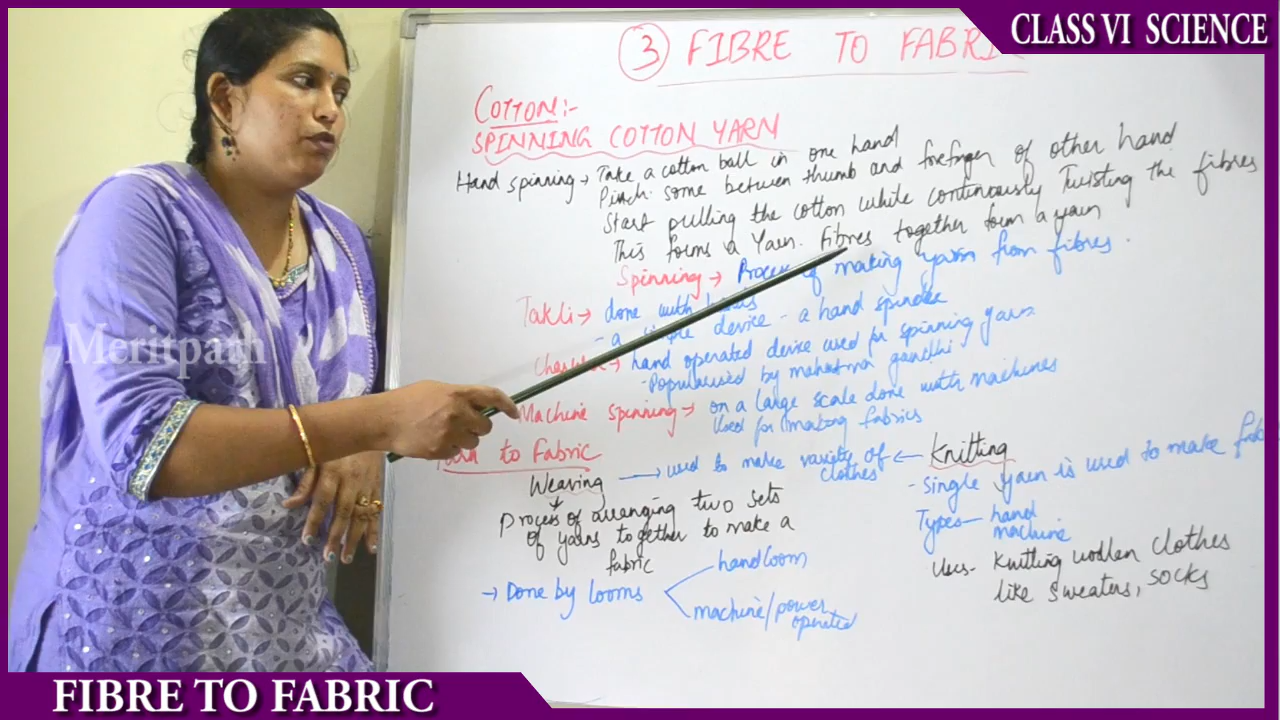 CLASS VI SCIENCE
3 FIBRE TO FABRIC
COTTON:-
SPINNING COTTON YARN
Hand spinning → Take a cotton ball in one hand
Pinch some between thumb and forefinger of other hand
Start pulling the cotton while continuously Twisting the fibres
This forms a Yarn. Fibres together form a yarn
Spinning → Process of making yarn from fibres.
Takli → done with
- a simple device - a hand spindle
→ hand operated device used for spinning yarn
- Popularised by mahatma gandhi
Machine spinning → on a large scale done with machines
Used for making fabrics
to Fabric
Weaving → used to make variety of clothes ← Knitting
Process of arranging two sets
of yarns together to make a
fabric
→ Done by looms
handloom
machine/power operated
- Single yarn is used to make
Types - hand
machine
Uses - Knitting woollen clothes
like sweaters, socks
Meritpath
FIBRE TO FABRIC